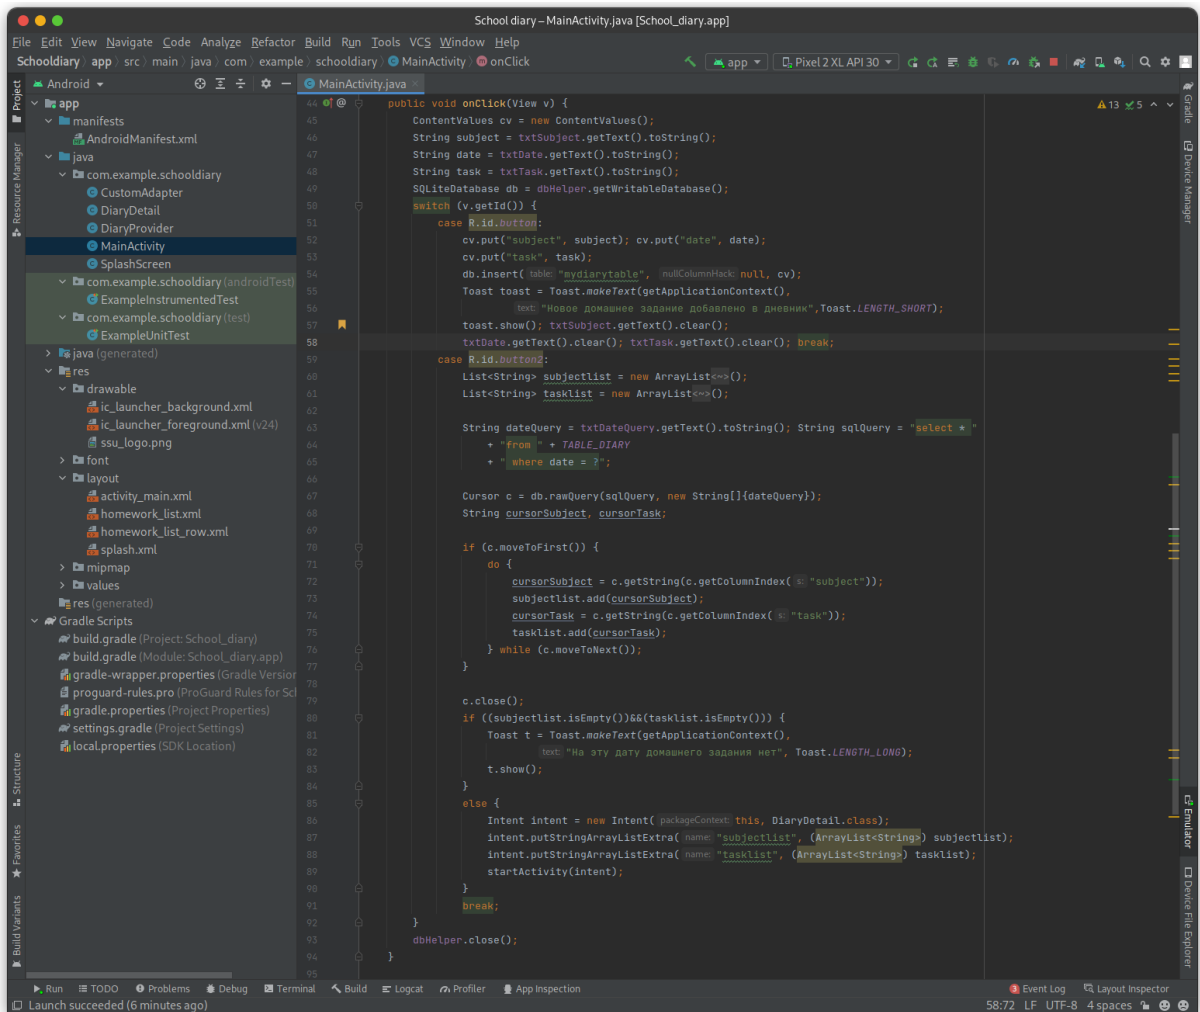 School diary – MainActivity.java [School_diary.app]
File Edit View Navigate Code Analyze Refactor Build Run Tools VCS Window Help
Schooldiary app src main java com example schooldiary MainActivity onClick app Pixel 2 XL API 30
Android MainActivity.java
Project
Resource Manager
Structure
Favorites
Build Variants
app
manifests
AndroidManifest.xml
java
com.example.schooldiary
CustomAdapter
DiaryDetail
DiaryProvider
MainActivity
SplashScreen
com.example.schooldiary (androidTest)
ExampleInstrumentedTest
com.example.schooldiary (test)
ExampleUnitTest
java (generated)
res
drawable
ic_launcher_background.xml
ic_launcher_foreground.xml (v24)
ssu_logo.png
font
layout
activity_main.xml
homework_list.xml
homework_list_row.xml
splash.xml
mipmap
values
res (generated)
Gradle Scripts
build.gradle (Project: School_diary)
build.gradle (Module: School_diary.app)
gradle-wrapper.properties (Gradle Version
proguard-rules.pro (ProGuard Rules for Sc
gradle.properties (Project Properties)
settings.gradle (Project Settings)
local.properties (SDK Location)
44 @ public void onClick(View v) {
45 ContentValues cv = new ContentValues();
46 String subject = txtSubject.getText().toString();
47 String date = txtDate.getText().toString();
48 String task = txtTask.getText().toString();
49 SQLiteDatabase db = dbHelper.getWritableDatabase();
50 switch (v.getId()) {
51 case R.id.button:
52 cv.put("subject", subject); cv.put("date", date);
53 cv.put("task", task);
54 db.insert( table: "mydiarytable", nullColumnHack: null, cv);
55 Toast toast = Toast.makeText(getApplicationContext(),
56 text: "Новое домашнее задание добавлено в дневник",Toast.LENGTH_SHORT);
57 toast.show(); txtSubject.getText().clear();
58 txtDate.getText().clear(); txtTask.getText().clear(); break;
59 case R.id.button2:
60 List<String> subjectlist = new ArrayList<~>();
61 List<String> tasklist = new ArrayList<~>();
62
63 String dateQuery = txtDateQuery.getText().toString(); String sqlQuery = "select * "
64 + "from " + TABLE_DIARY
65 + " where date = ?";
66
67 Cursor c = db.rawQuery(sqlQuery, new String[]{dateQuery});
68 String cursorSubject, cursorTask;
69
70 if (c.moveToFirst()) {
71 do {
72 cursorSubject = c.getString(c.getColumnIndex( s: "subject"));
73 subjectlist.add(cursorSubject);
74 cursorTask = c.getString(c.getColumnIndex( s: "task"));
75 tasklist.add(cursorTask);
76 } while (c.moveToNext());
77 }
78
79 c.close();
80 if ((subjectlist.isEmpty())&&(tasklist.isEmpty())) {
81 Toast t = Toast.makeText(getApplicationContext(),
82 text: "На эту дату домашнего задания нет", Toast.LENGTH_LONG);
83 t.show();
84 }
85 else {
86 Intent intent = new Intent( packageContext: this, DiaryDetail.class);
87 intent.putStringArrayListExtra( name: "subjectlist", (ArrayList<String>) subjectlist);
88 intent.putStringArrayListExtra( name: "tasklist", (ArrayList<String>) tasklist);
89 startActivity(intent);
90 }
91 break;
92 }
93 dbHelper.close();
94 }
95
13 5
Gradle
Device Manager
Emulator
Device File Explorer
Run TODO Problems Debug Terminal Build Logcat Profiler App Inspection 3 Event Log Layout Inspector
Launch succeeded (6 minutes ago) 58:72 LF UTF-8 4 spaces